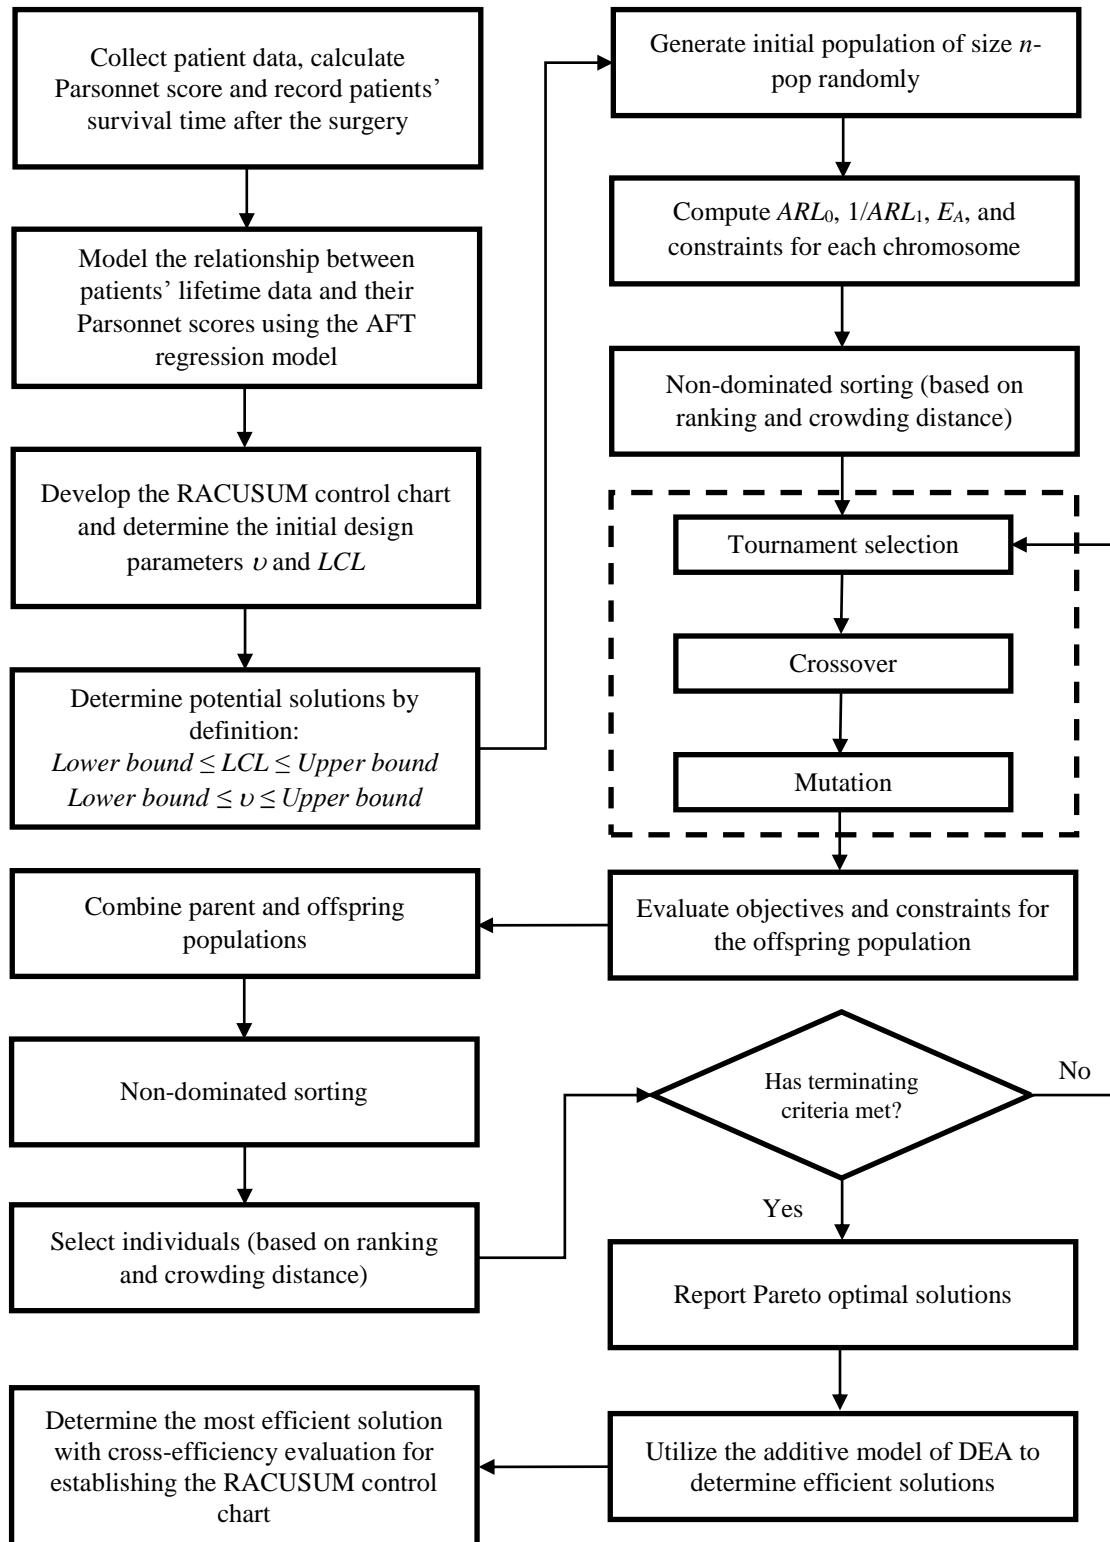 Collect patient data, calculate
Parsonnet score and record patients’
survival time after the surgery
Model the relationship between
patients’ lifetime data and their
Parsonnet scores using the AFT
regression model
Develop the RACUSUM control chart
and determine the initial design
parameters υ and LCL
Determine potential solutions by
definition:
Lower bound ≤ LCL ≤ Upper bound
Lower bound ≤ υ ≤ Upper bound
Generate initial population of size n-
pop randomly
Compute ARL₀, 1/ARL₁, E_A, and
constraints for each chromosome
Non-dominated sorting (based on
ranking and crowding distance)
Tournament selection
Crossover
Mutation
Evaluate objectives and constraints for
the offspring population
Combine parent and offspring
populations
Non-dominated sorting
Select individuals (based on ranking
and crowding distance)
Has terminating
criteria met?
No
Yes
Report Pareto optimal solutions
Utilize the additive model of DEA to
determine efficient solutions
Determine the most efficient solution
with cross-efficiency evaluation for
establishing the RACUSUM control
chart